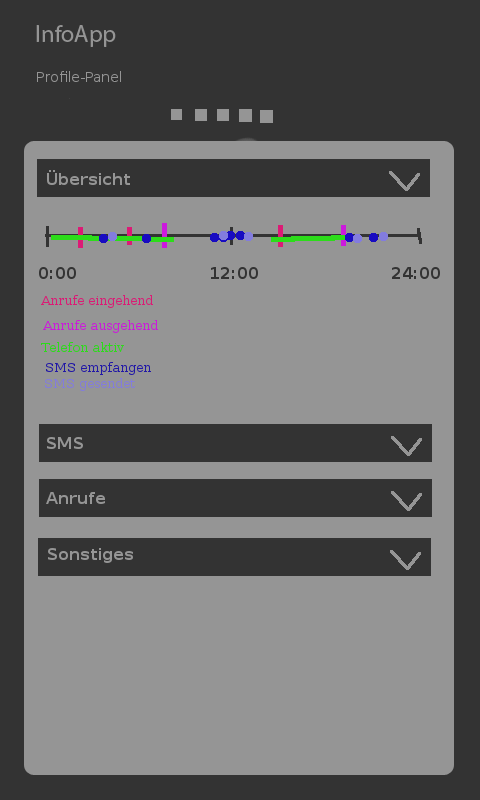 InfoApp
Profile-Panel
Übersicht
0:00 12:00 24:00
Anrufe eingehend
Anrufe ausgehend
Telefon aktiv
SMS empfangen
SMS gesendet
SMS
Anrufe
Sonstiges